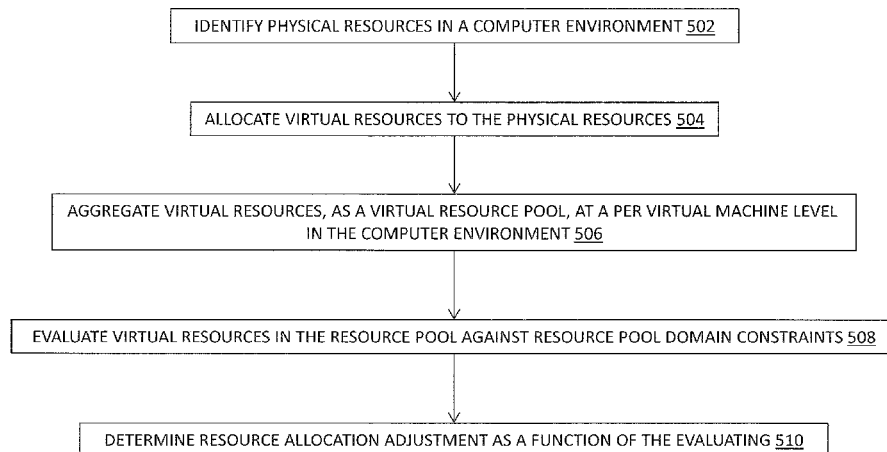 IDENTIFY PHYSICAL RESOURCES IN A COMPUTER ENVIRONMENT 502
ALLOCATE VIRTUAL RESOURCES TO THE PHYSICAL RESOURCES 504
AGGREGATE VIRTUAL RESOURCES, AS A VIRTUAL RESOURCE POOL, AT A PER VIRTUAL MACHINE LEVEL
IN THE COMPUTER ENVIRONMENT 506
EVALUATE VIRTUAL RESOURCES IN THE RESOURCE POOL AGAINST RESOURCE POOL DOMAIN CONSTRAINTS 508
DETERMINE RESOURCE ALLOCATION ADJUSTMENT AS A FUNCTION OF THE EVALUATING 510